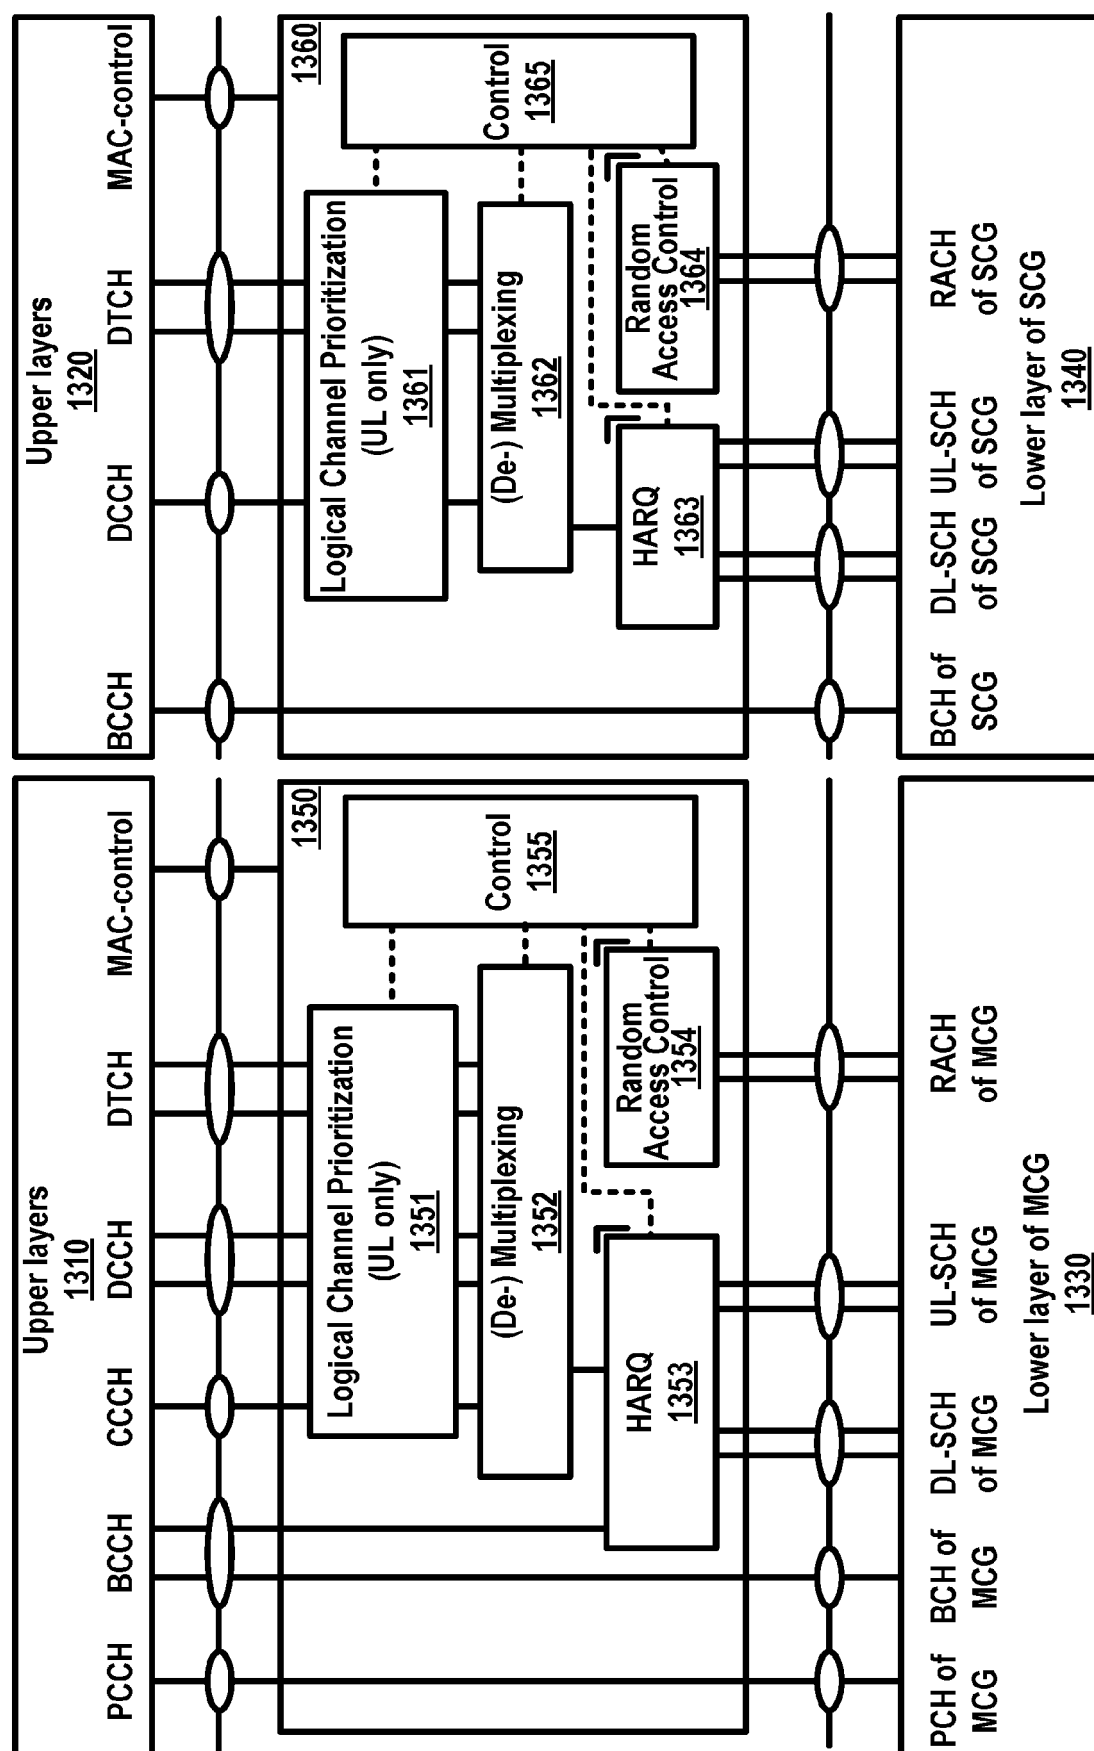 Upper layers
1310
PCCH
BCCH
CCCH
DCCH
DTCH
MAC-control
1350
Logical Channel Prioritization
(UL only)
1351
(De-) Multiplexing
1352
HARQ
1353
Random
Access Control
1354
Control
1355
PCH of
MCG
BCH of
MCG
DL-SCH
of MCG
UL-SCH
of MCG
RACH
of MCG
Lower layer of MCG
1330
Upper layers
1320
BCCH
DCCH
DTCH
MAC-control
1360
Logical Channel Prioritization
(UL only)
1361
(De-) Multiplexing
1362
HARQ
1363
Random
Access Control
1364
Control
1365
BCH of
SCG
DL-SCH
of SCG
UL-SCH
of SCG
RACH
of SCG
Lower layer of SCG
1340